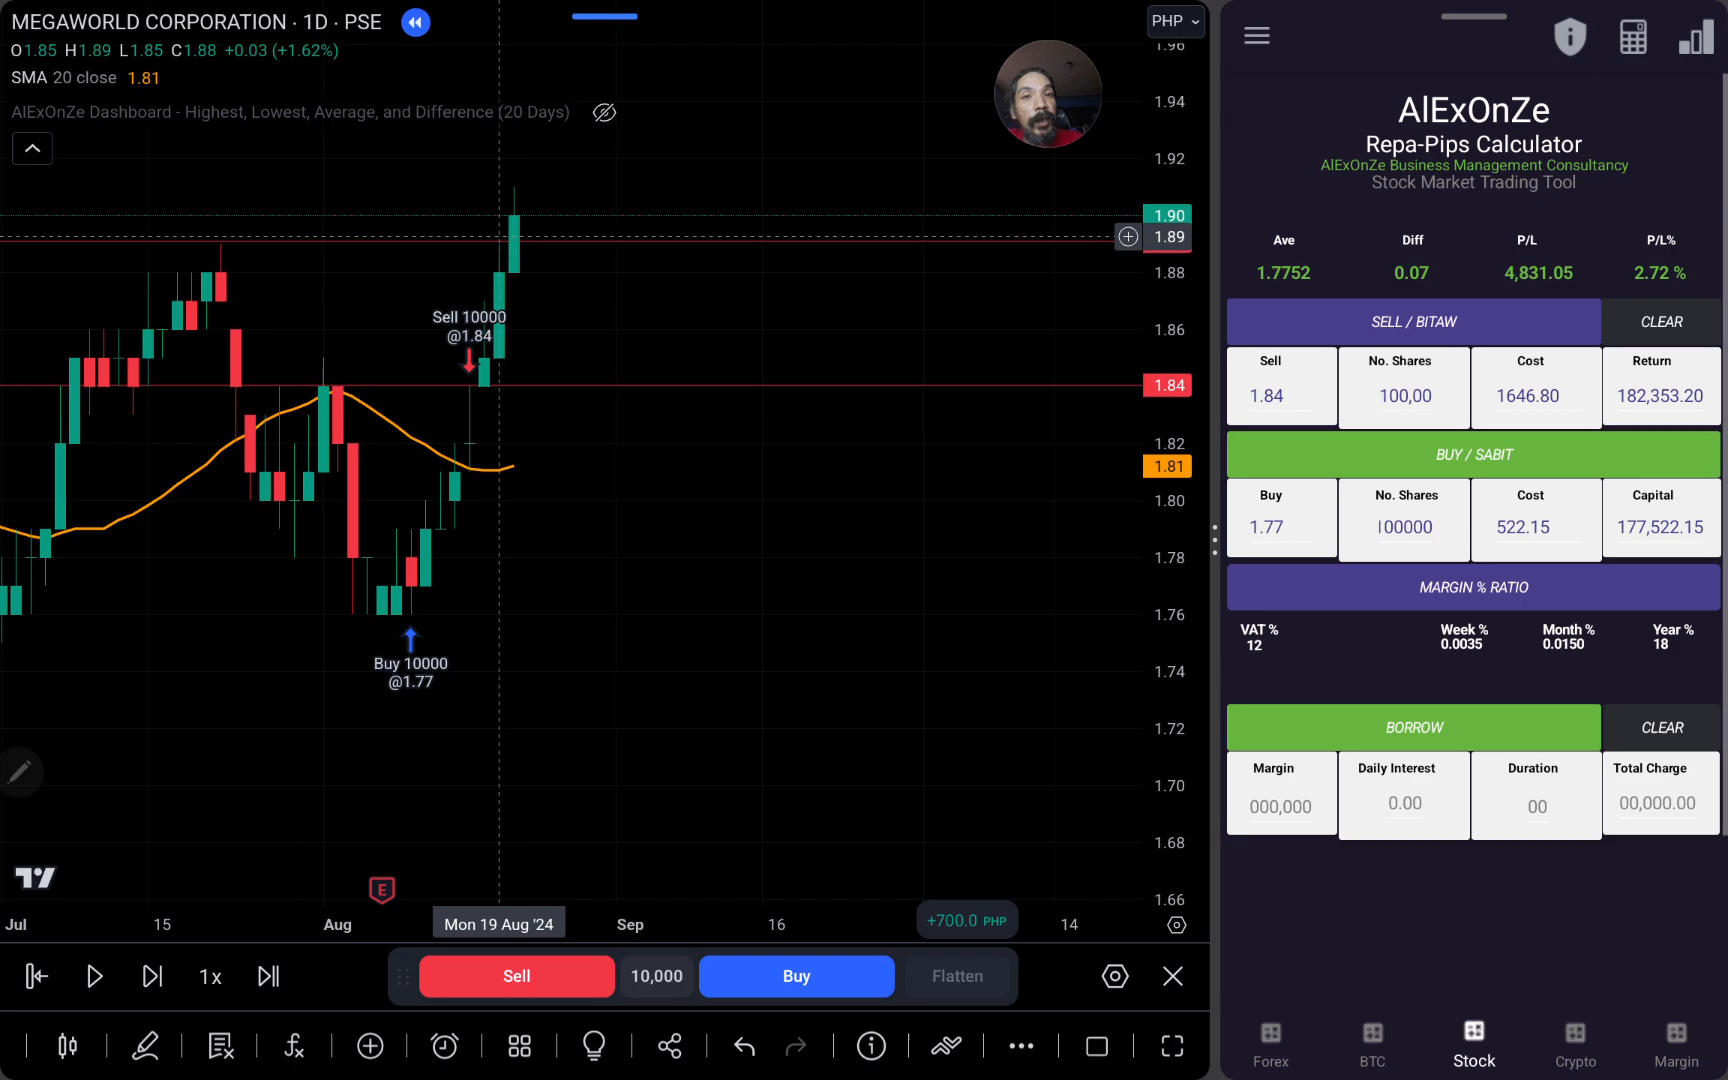 MEGAWORLD CORPORATION · 1D · PSE
O1.85 H1.89 L1.85 C1.88 +0.03 (+1.62%)
SMA 20 close 1.81
AlExOnZe Dashboard - Highest, Lowest, Average, and Difference (20 Days)
PHP
1.96
1.94
1.92
1.90
1.89
1.88
1.86
1.84
1.82
1.81
1.80
1.78
1.76
1.74
1.72
1.70
1.68
1.66
Sell 10000
@1.84
Buy 10000
@1.77
E
Jul
15
Aug
Mon 19 Aug '24
Sep
16
14
+700.0 PHP
1x
Sell
10,000
Buy
Flatten
AlExOnZe
Repa-Pips Calculator
AlExOnZe Business Management Consultancy
Stock Market Trading Tool
Ave Diff P/L P/L%
1.7752 0.07 4,831.05 2.72 %
SELL / BITAW CLEAR
Sell No. Shares Cost Return
1.84 100,00 1646.80 182,353.20
BUY / SABIT
Buy No. Shares Cost Capital
1.77 100000 522.15 177,522.15
MARGIN % RATIO
VAT % Week % Month % Year %
12 0.0035 0.0150 18
BORROW CLEAR
Margin Daily Interest Duration Total Charge
000,000 0.00 00 00,000.00
Forex BTC Stock Crypto Margin